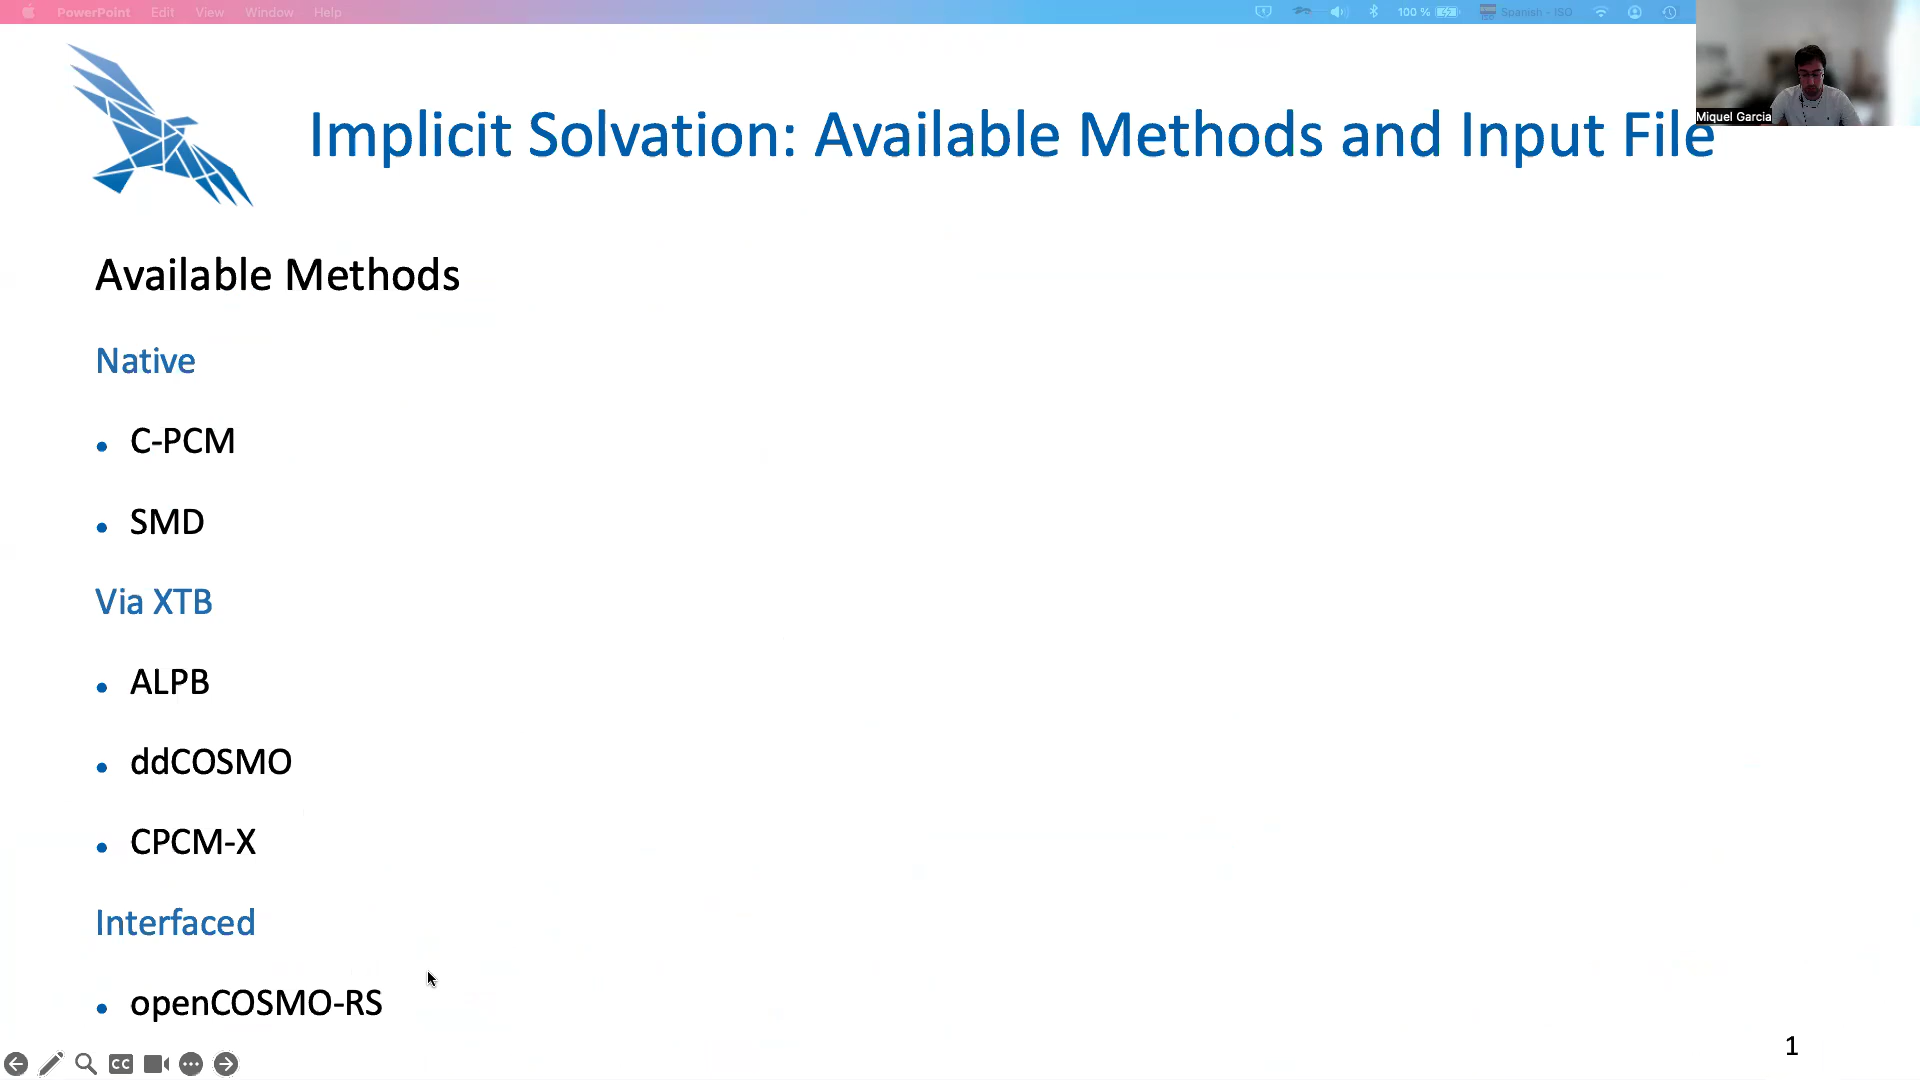 PowerPoint Edit View Window Help 100 % Spanish - ISO
Miquel Garcia
Implicit Solvation: Available Methods and Input File
Available Methods
Native
• C-PCM
• SMD
Via XTB
• ALPB
• ddCOSMO
• CPCM-X
Interfaced
• openCOSMO-RS
1
CC